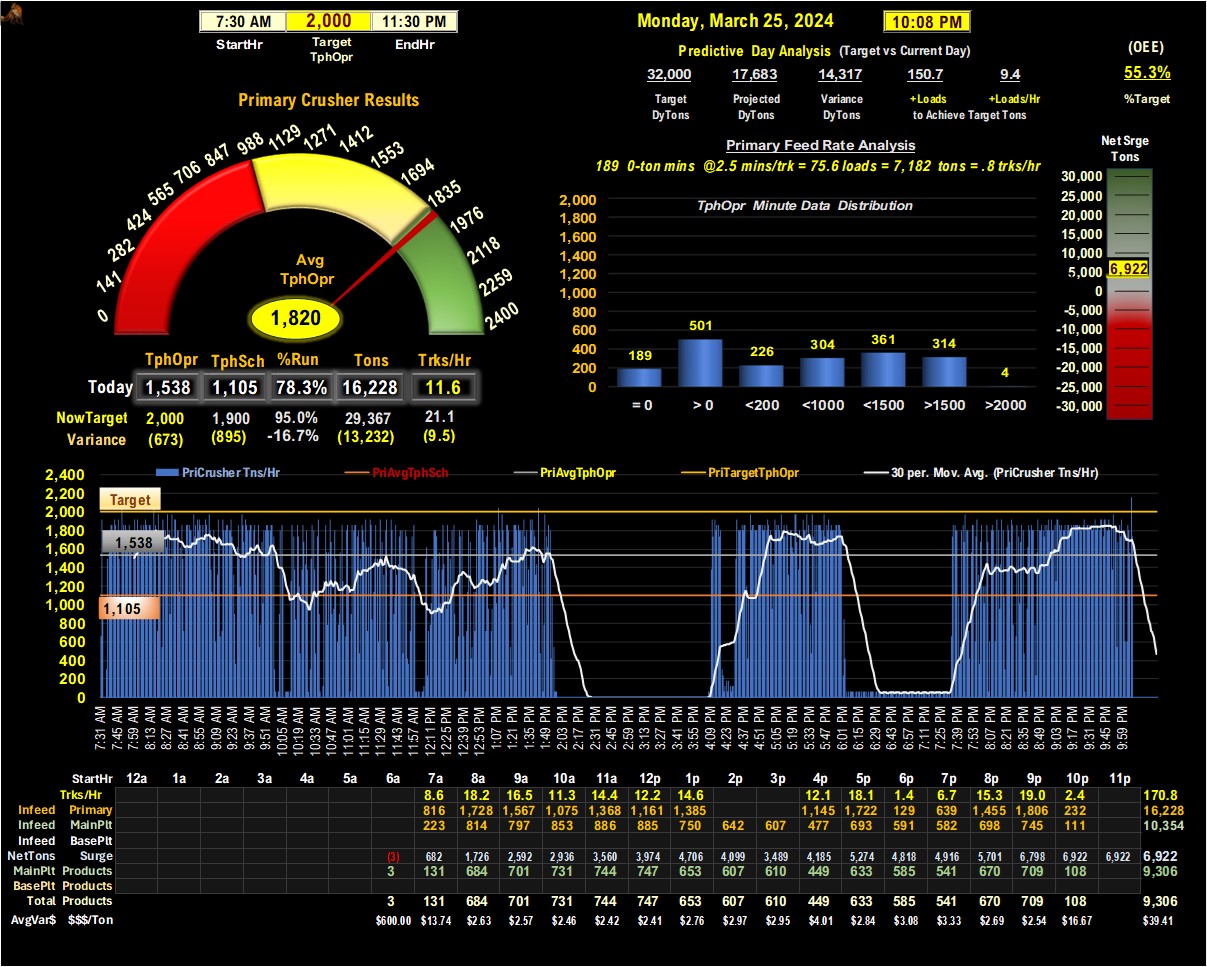 7:30 AM 2,000 11:30 PM
StartHr Target TphOpr EndHr
Monday, March 25, 2024 10:08 PM
Predictive Day Analysis (Target vs Current Day)
(OEE)
32,000 17,683 14,317 150.7 9.4
55.3%
Target Projected Variance +Loads +Loads/Hr
%Target
DyTons DyTons DyTons to Achieve Target Tons
Primary Crusher Results
0 141 282 424 565 706 847 988 1129 1271 1412 1553 1694 1835 1976 2118 2259 2400
Avg
TphOpr
1,820
TphOpr TphSch %Run Tons Trks/Hr
Today 1,538 1,105 78.3% 16,228 11.6
NowTarget 2,000 1,900 95.0% 29,367 21.1
Variance (673) (895) -16.7% (13,232) (9.5)
Primary Feed Rate Analysis
189 0-ton mins @2.5 mins/trk = 75.6 loads = 7,182 tons = .8 trks/hr
TphOpr Minute Data Distribution
2,000
1,800
1,600
1,400
1,200
1,000
800
600
400
200
0
189 501 226 304 361 314 4
= 0 > 0 <200 <1000 <1500 >1500 >2000
Net Srge
Tons
30,000
25,000
20,000
15,000
10,000
5,000
0
-5,000
-10,000
-15,000
-20,000
-25,000
-30,000
6,922
PriCrusher Tns/Hr PriAvgTphSch PriAvgTphOpr PriTargetTphOpr 30 per. Mov. Avg. (PriCrusher Tns/Hr)
2,400
2,200
2,000
1,800
1,600
1,400
1,200
1,000
800
600
400
200
0
Target
1,538
1,105
7:31 AM 7:45 AM 7:59 AM 8:13 AM 8:27 AM 8:41 AM 8:55 AM 9:09 AM 9:23 AM 9:37 AM 9:51 AM 10:05 AM 10:19 AM 10:33 AM 10:47 AM 11:01 AM 11:15 AM 11:29 AM 11:43 AM 11:57 AM 12:11 PM 12:25 PM 12:39 PM 12:53 PM 1:07 PM 1:21 PM 1:35 PM 1:49 PM 2:03 PM 2:17 PM 2:31 PM 2:45 PM 2:59 PM 3:13 PM 3:27 PM 3:41 PM 3:55 PM 4:09 PM 4:23 PM 4:37 PM 4:51 PM 5:05 PM 5:19 PM 5:33 PM 5:47 PM 6:01 PM 6:15 PM 6:29 PM 6:43 PM 6:57 PM 7:11 PM 7:25 PM 7:39 PM 7:53 PM 8:07 PM 8:21 PM 8:35 PM 8:49 PM 9:03 PM 9:17 PM 9:31 PM 9:45 PM 9:59 PM
StartHr 12a 1a 2a 3a 4a 5a 6a 7a 8a 9a 10a 11a 12p 1p 2p 3p 4p 5p 6p 7p 8p 9p 10p 11p
Trks/Hr 8.6 18.2 16.5 11.3 14.4 12.2 14.6 12.1 18.1 1.4 6.7 15.3 19.0 2.4 170.8
Infeed Primary 816 1,728 1,567 1,075 1,368 1,161 1,385 1,145 1,722 129 639 1,455 1,806 232 16,228
Infeed MainPlt 223 814 797 853 886 885 750 642 607 477 693 591 582 698 745 111 10,354
Infeed BasePlt
NetTons Surge (3) 682 1,726 2,592 2,936 3,560 3,974 4,706 4,099 3,489 4,185 5,274 4,818 4,916 5,701 6,798 6,922 6,922 6,922
MainPlt Products 3 131 684 701 731 744 747 653 607 610 449 633 585 541 670 709 108 9,306
BasePlt Products
Total Products 3 131 684 701 731 744 747 653 607 610 449 633 585 541 670 709 108 9,306
AvgVar$ $$$/Ton $600.00 $13.74 $2.63 $2.57 $2.46 $2.42 $2.41 $2.76 $2.97 $2.95 $4.01 $2.84 $3.08 $3.33 $2.69 $2.54 $16.67 $39.41